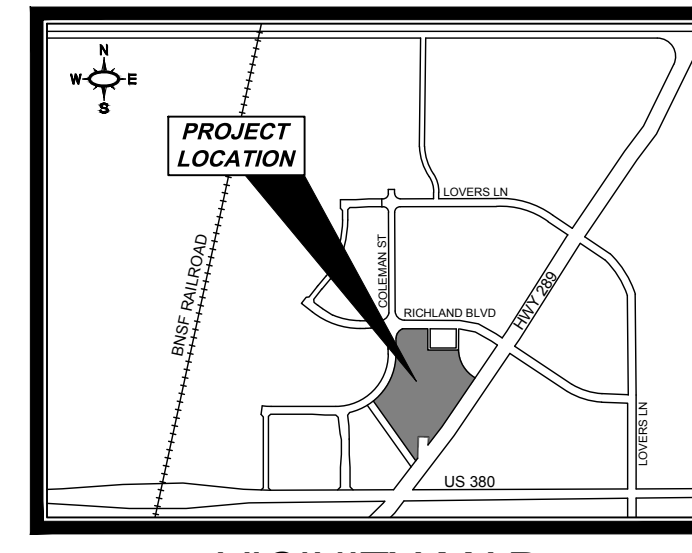 N
W E
S
PROJECT
LOCATION
LOVERS LN
COLEMAN ST
BNSF RAILROAD
HWY 289
RICHLAND BLVD
LOVERS LN
US 380